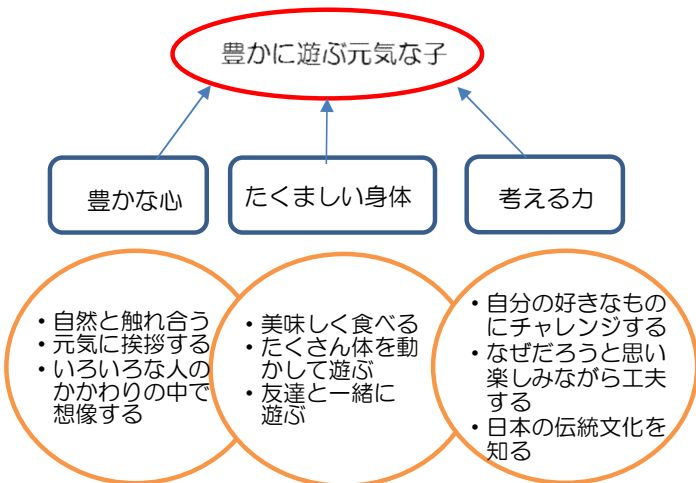 豊かに遊ぶ元気な子
豊かな心
たくましい身体
考える力
・自然と触れ合う
・元気に挨拶する
・いろいろな人の
かかわりの中で
想像する
・美味しく食べる
・たくさん体を動
かして遊ぶ
・友達と一緒に
遊ぶ
・自分の好きなもの
にチャレンジする
・なぜだろうと思い
楽しみながら工夫
する
・日本の伝統文化を
知る